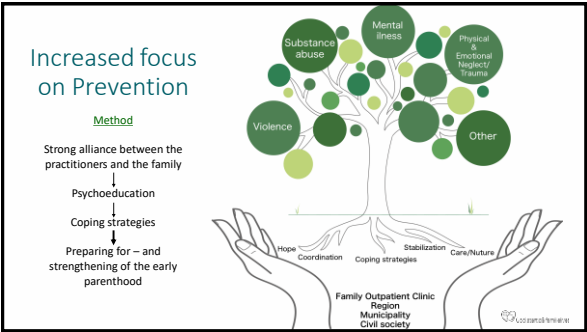 Increased focus
on Prevention
Method
Strong alliance between the
practitioners and the family
Psychoeducation
Coping strategies
Preparing for – and
strengthening of the early
parenthood
Substance
abuse
Mental
ilness
Physical
&
Emotional
Neglect/
Trauma
Violence
Other
Hope
Coordination
Coping strategies
Stabilization
Care/Nuture
Family Outpatient Clinic
Region
Municipality
Civil society